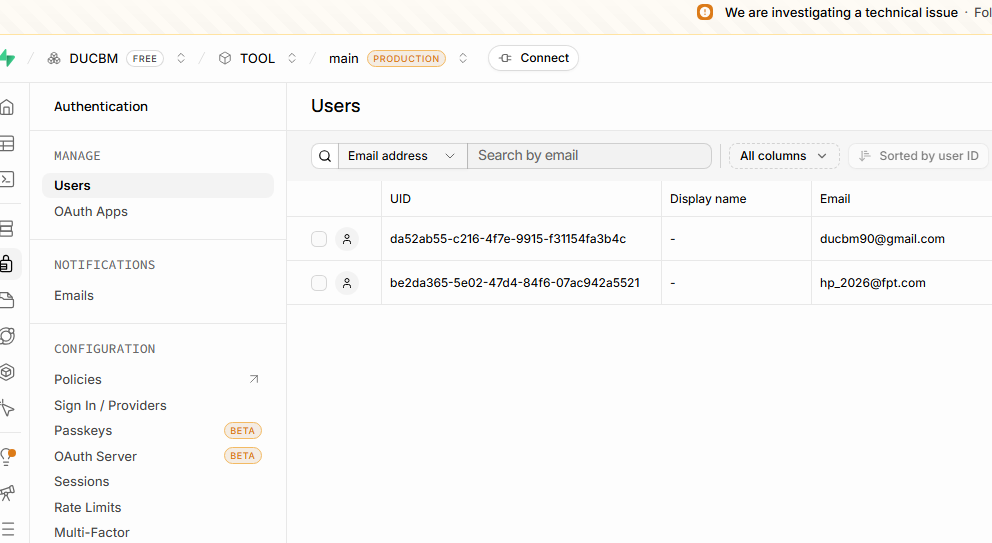 We are investigating a technical issue · Fol
DUCBM FREE TOOL main PRODUCTION Connect
Authentication
Users
MANAGE
Users
OAuth Apps
NOTIFICATIONS
Emails
CONFIGURATION
Policies
Sign In / Providers
Passkeys BETA
OAuth Server BETA
Sessions
Rate Limits
Multi-Factor
Email address Search by email All columns Sorted by user ID
UID Display name Email
da52ab55-c216-4f7e-9915-f31154fa3b4c - ducbm90@gmail.com
be2da365-5e02-47d4-84f6-07ac942a5521 - hp_2026@fpt.com